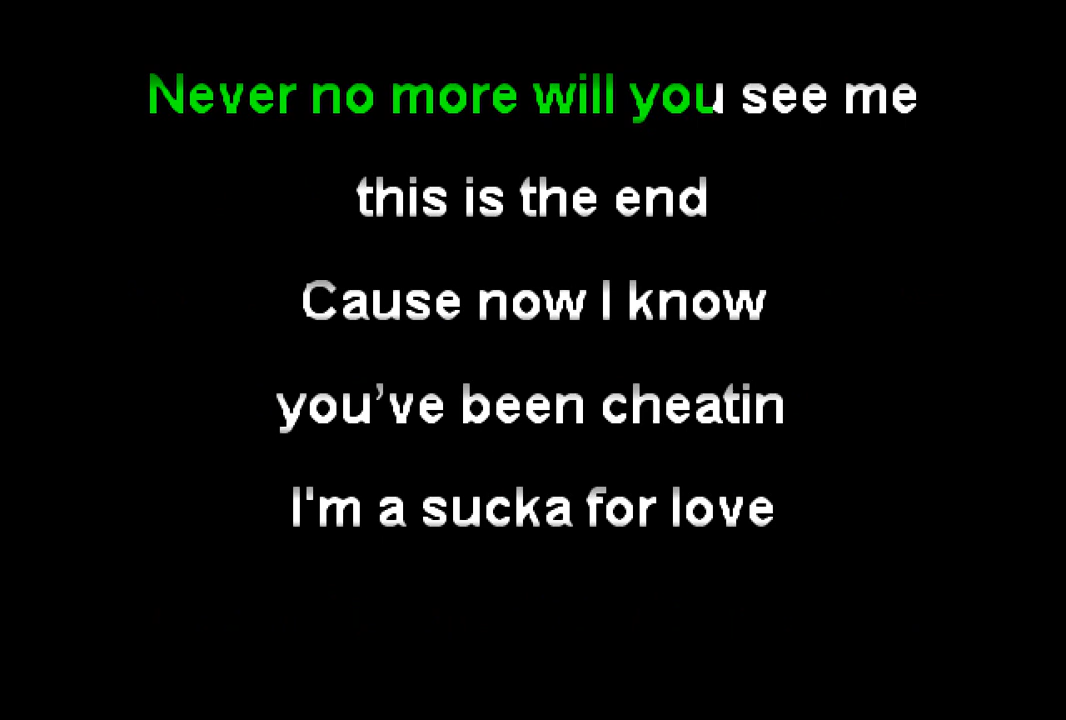 Never no more will you see me
this is the end
Cause now I know
you’ve been cheatin
I'm a sucka for love